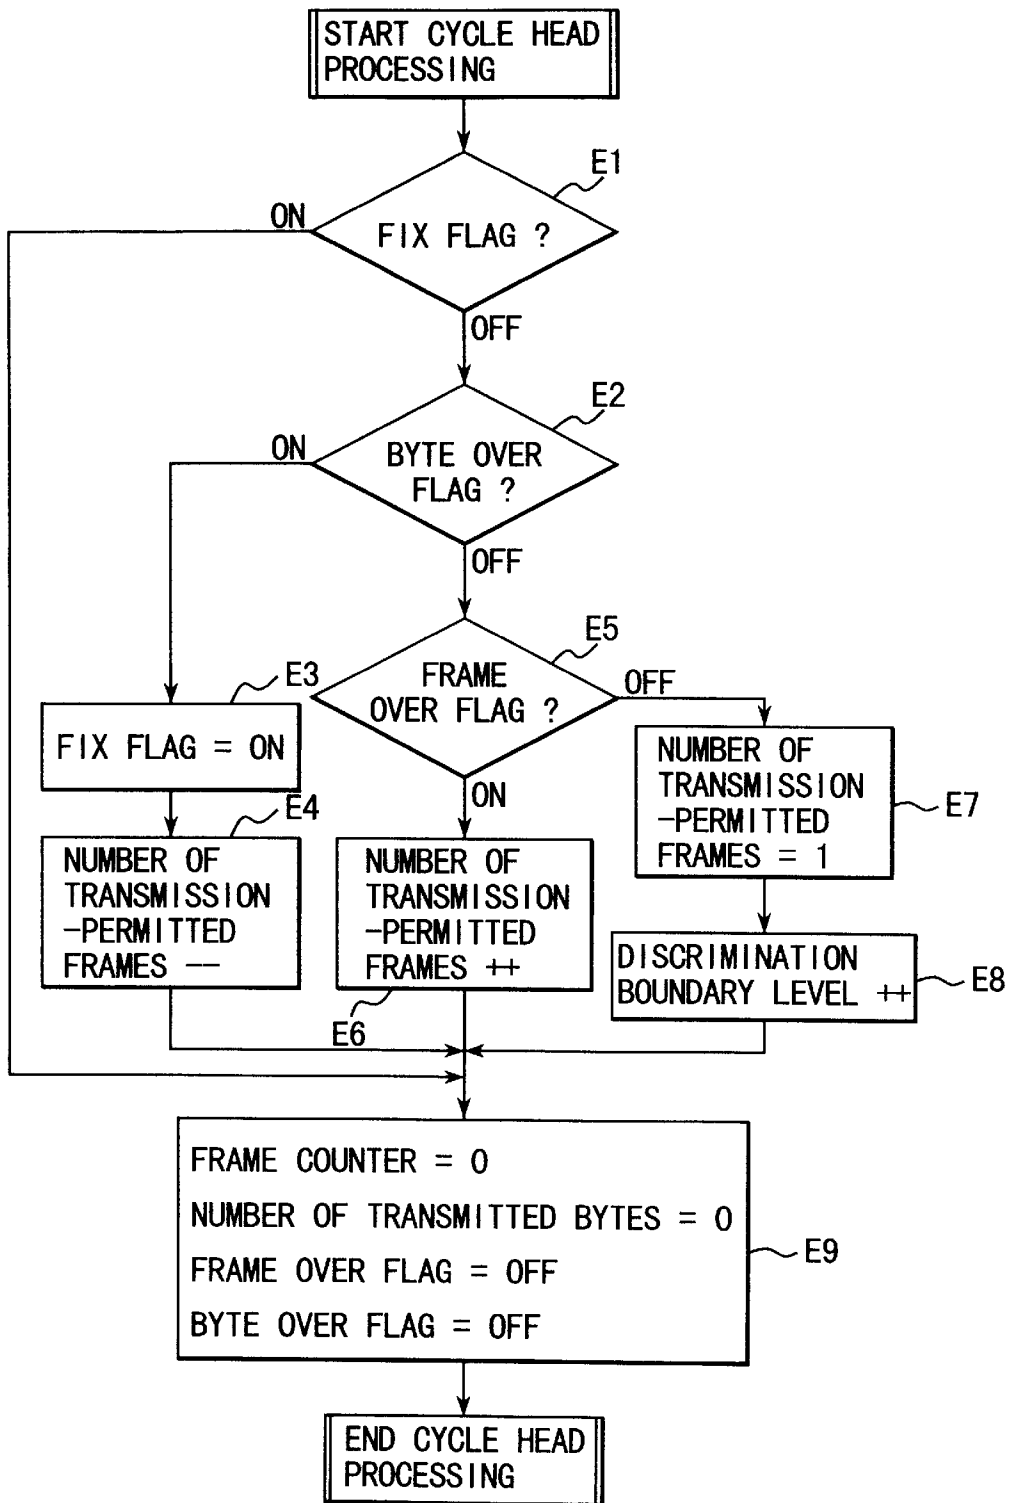 START CYCLE HEAD
PROCESSING
E1
ON
FIX FLAG ?
OFF
E2
ON
BYTE OVER
FLAG ?
OFF
E5
FRAME
OVER FLAG ?
OFF
E3
FIX FLAG = ON
ON
NUMBER OF
TRANSMISSION
-PERMITTED
FRAMES = 1
E7
E4
NUMBER OF
TRANSMISSION
-PERMITTED
FRAMES --
NUMBER OF
TRANSMISSION
-PERMITTED
FRAMES ++
E6
DISCRIMINATION
BOUNDARY LEVEL ++
E8
FRAME COUNTER = 0
NUMBER OF TRANSMITTED BYTES = 0
FRAME OVER FLAG = OFF
BYTE OVER FLAG = OFF
E9
END CYCLE HEAD
PROCESSING